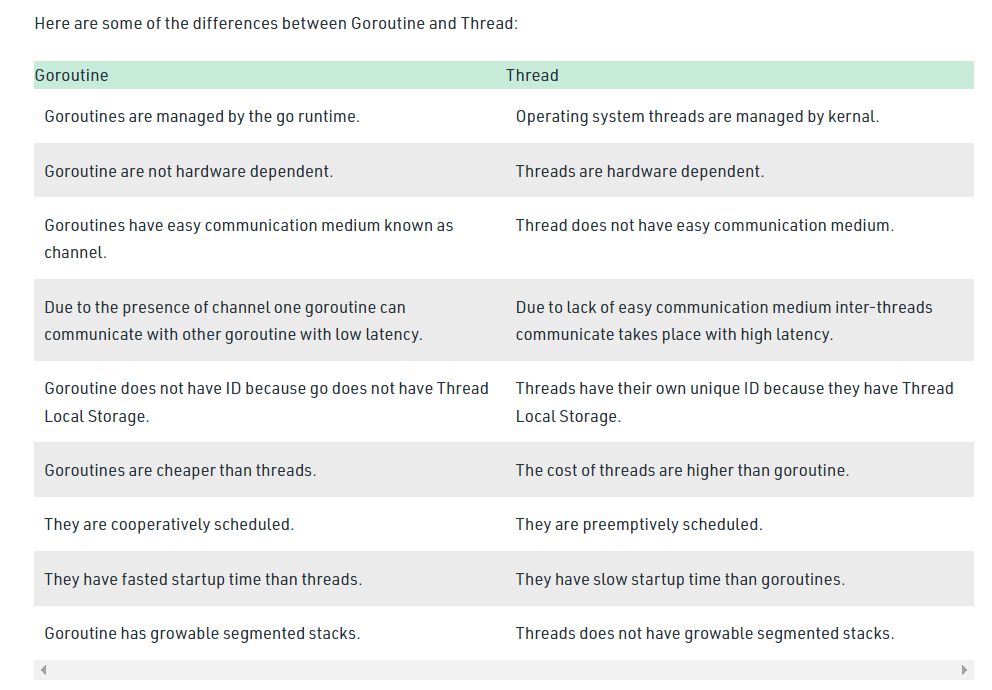 Here are some of the differences between Goroutine and Thread:
Goroutine Thread
Goroutines are managed by the go runtime. Operating system threads are managed by kernal.
Goroutine are not hardware dependent. Threads are hardware dependent.
Goroutines have easy communication medium known as Thread does not have easy communication medium.
channel.
Due to the presence of channel one goroutine can Due to lack of easy communication medium inter-threads
communicate with other goroutine with low latency. communicate takes place with high latency.
Goroutine does not have ID because go does not have Thread Threads have their own unique ID because they have Thread
Local Storage. Local Storage.
Goroutines are cheaper than threads. The cost of threads are higher than goroutine.
They are cooperatively scheduled. They are preemptively scheduled.
They have fasted startup time than threads. They have slow startup time than goroutines.
Goroutine has growable segmented stacks. Threads does not have growable segmented stacks.